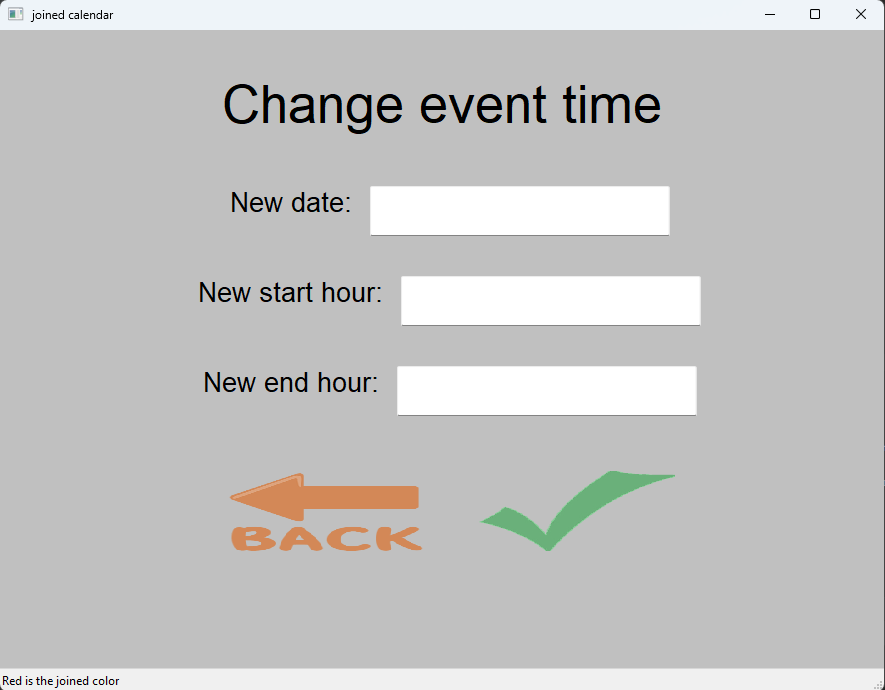 joined calendar
Change event time
New date:
New start hour:
New end hour:
BACK
Red is the joined color